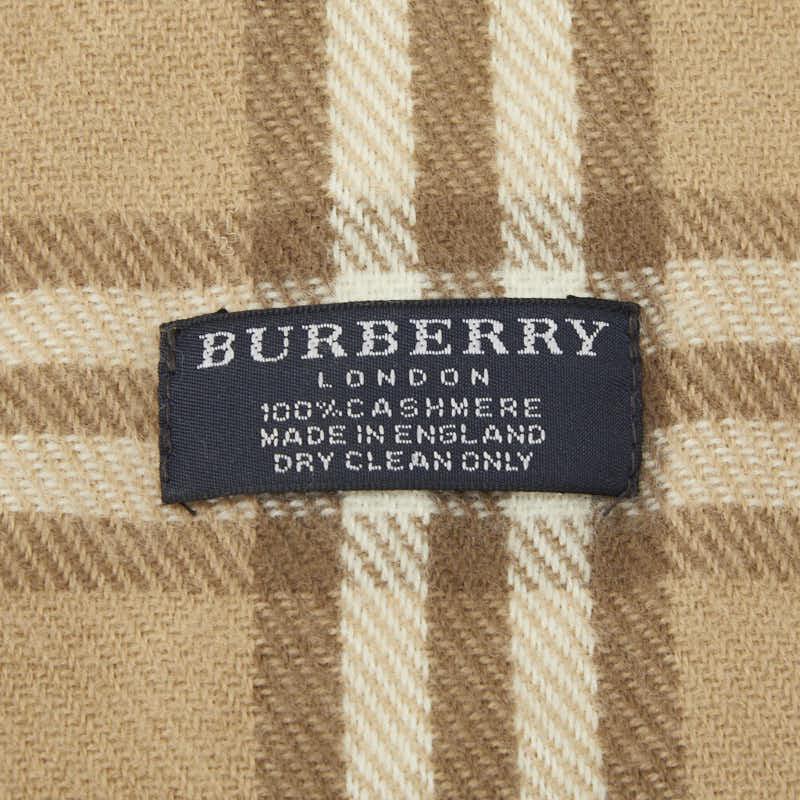 BURBERRY
LONDON
100% CASHMERE
MADE IN ENGLAND
DRY CLEAN ONLY